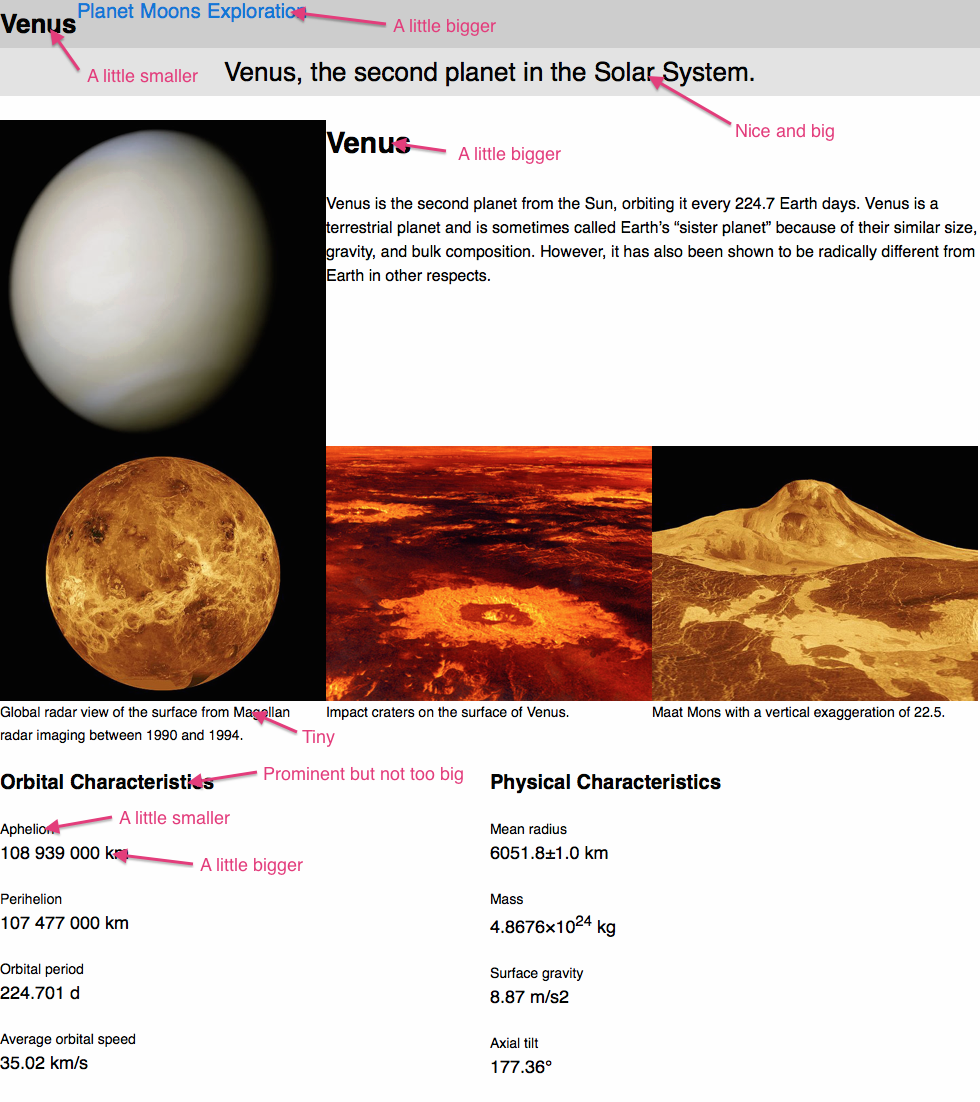 Venus Planet Moons Exploration
A little bigger
A little smaller
Venus, the second planet in the Solar System.
Nice and big
Venus
A little bigger
Venus is the second planet from the Sun, orbiting it every 224.7 Earth days. Venus is a
terrestrial planet and is sometimes called Earth’s “sister planet” because of their similar size,
gravity, and bulk composition. However, it has also been shown to be radically different from
Earth in other respects.
Global radar view of the surface from Magellan
radar imaging between 1990 and 1994.
Tiny
Impact craters on the surface of Venus.
Maat Mons with a vertical exaggeration of 22.5.
Orbital Characteristics
Prominent but not too big
Aphelion
A little smaller
108 939 000 km
A little bigger
Perihelion
107 477 000 km
Orbital period
224.701 d
Average orbital speed
35.02 km/s
Physical Characteristics
Mean radius
6051.8±1.0 km
Mass
4.8676×10²⁴ kg
Surface gravity
8.87 m/s2
Axial tilt
177.36°